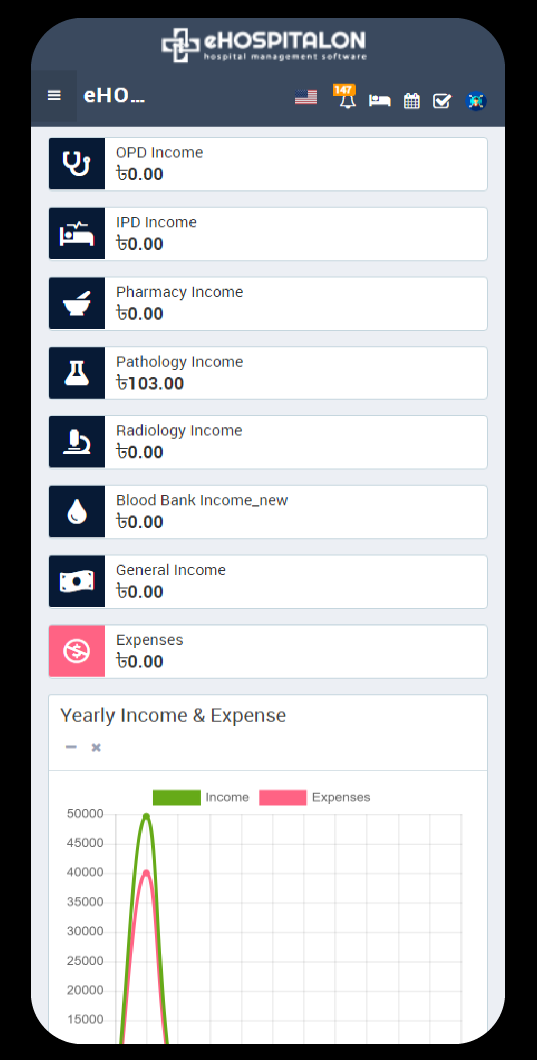 eHOSPITALON
hospital management software
eHO...
147
OPD Income
৳0.00
IPD Income
৳0.00
Pharmacy Income
৳0.00
Pathology Income
৳103.00
Radiology Income
৳0.00
Blood Bank Income_new
৳0.00
General Income
৳0.00
Expenses
৳0.00
Yearly Income & Expense
Income Expenses
50000
45000
40000
35000
30000
25000
20000
15000